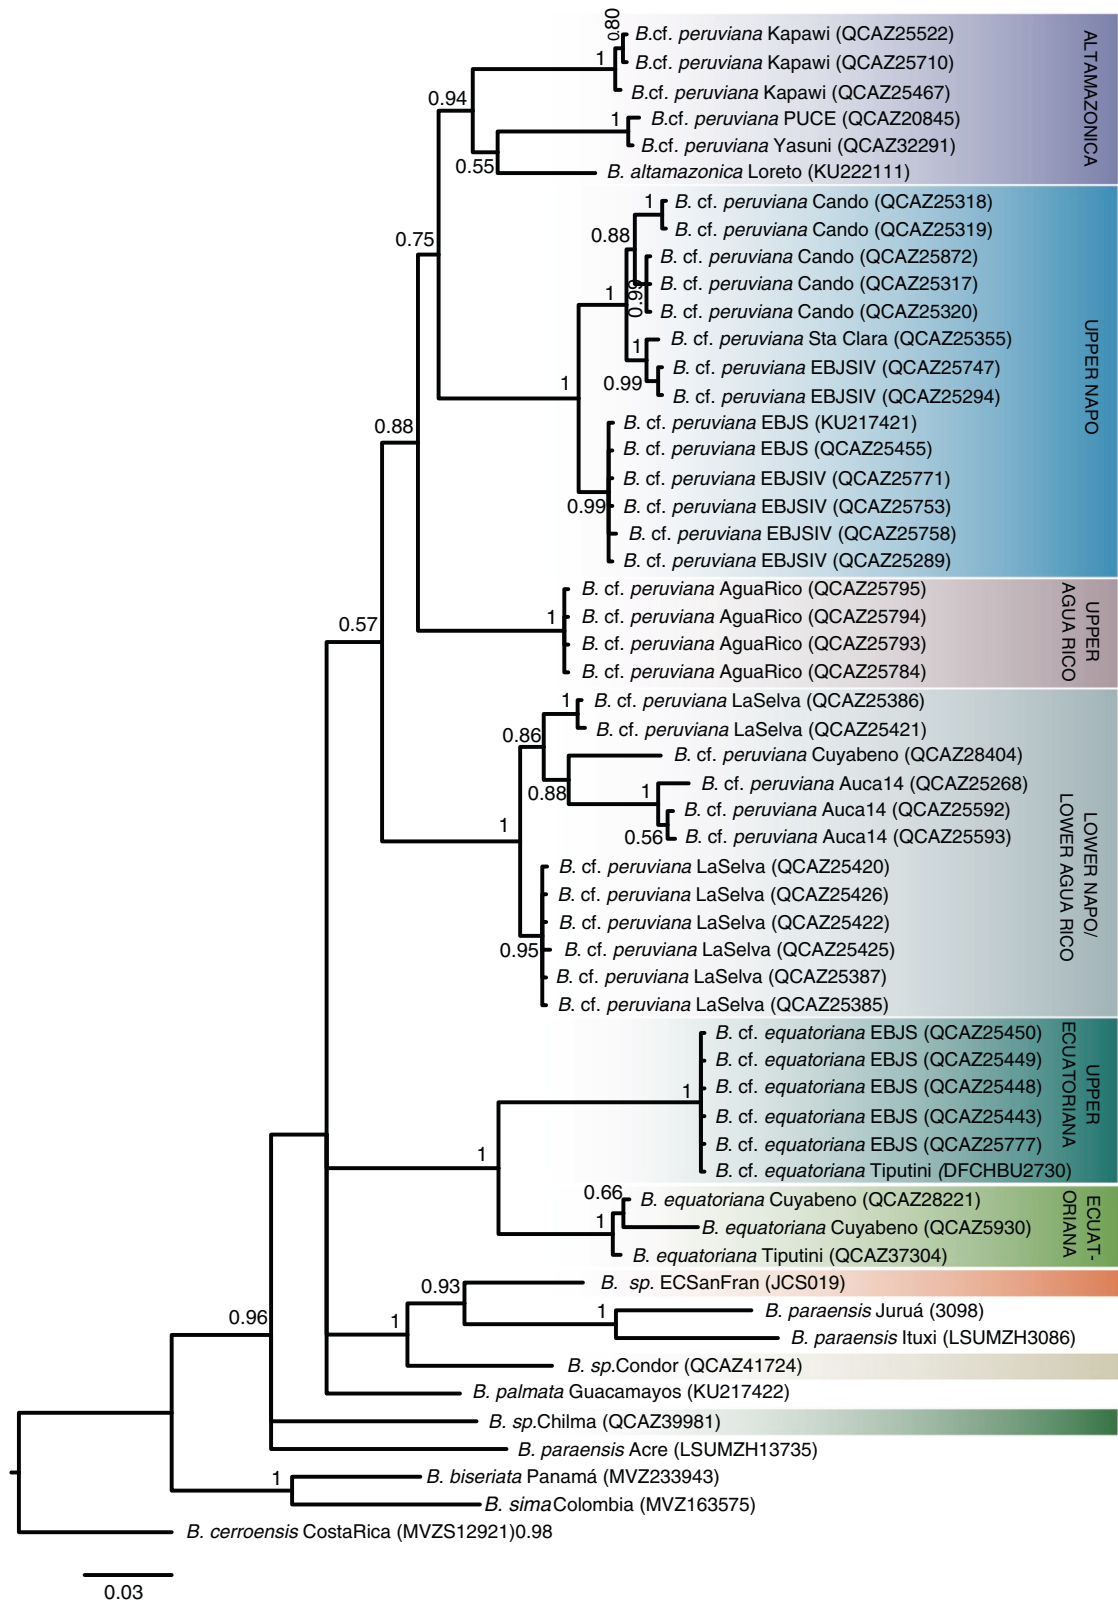 0.80
B.cf. peruviana Kapawi (QCAZ25522)
1
B.cf. peruviana Kapawi (QCAZ25710)
B.cf. peruviana Kapawi (QCAZ25467)
0.94
1
B.cf. peruviana PUCE (QCAZ20845)
B.cf. peruviana Yasuni (QCAZ32291)
0.55
B. altamazonica Loreto (KU222111)
ALTAMAZONICA
1
B. cf. peruviana Cando (QCAZ25318)
B. cf. peruviana Cando (QCAZ25319)
0.75
0.88
B. cf. peruviana Cando (QCAZ25872)
1
0.69
B. cf. peruviana Cando (QCAZ25317)
B. cf. peruviana Cando (QCAZ25320)
1
B. cf. peruviana Sta Clara (QCAZ25355)
B. cf. peruviana EBJSIV (QCAZ25747)
1
0.99
B. cf. peruviana EBJSIV (QCAZ25294)
0.88
B. cf. peruviana EBJS (KU217421)
B. cf. peruviana EBJS (QCAZ25455)
B. cf. peruviana EBJSIV (QCAZ25771)
0.99
B. cf. peruviana EBJSIV (QCAZ25753)
B. cf. peruviana EBJSIV (QCAZ25758)
B. cf. peruviana EBJSIV (QCAZ25289)
UPPER NAPO
B. cf. peruviana AguaRico (QCAZ25795)
1
B. cf. peruviana AguaRico (QCAZ25794)
0.57
B. cf. peruviana AguaRico (QCAZ25793)
B. cf. peruviana AguaRico (QCAZ25784)
UPPER
AGUA RICO
1
B. cf. peruviana LaSelva (QCAZ25386)
B. cf. peruviana LaSelva (QCAZ25421)
0.86
B. cf. peruviana Cuyabeno (QCAZ28404)
0.88
1
B. cf. peruviana Auca14 (QCAZ25268)
B. cf. peruviana Auca14 (QCAZ25592)
1
0.56
B. cf. peruviana Auca14 (QCAZ25593)
B. cf. peruviana LaSelva (QCAZ25420)
B. cf. peruviana LaSelva (QCAZ25426)
B. cf. peruviana LaSelva (QCAZ25422)
0.95
B. cf. peruviana LaSelva (QCAZ25425)
B. cf. peruviana LaSelva (QCAZ25387)
B. cf. peruviana LaSelva (QCAZ25385)
LOWER NAPO/
LOWER AGUA RICO
B. cf. equatoriana EBJS (QCAZ25450)
B. cf. equatoriana EBJS (QCAZ25449)
1
B. cf. equatoriana EBJS (QCAZ25448)
B. cf. equatoriana EBJS (QCAZ25443)
B. cf. equatoriana EBJS (QCAZ25777)
1
B. cf. equatoriana Tiputini (DFCHBU2730)
UPPER
ECUATORIANA
0.66
B. equatoriana Cuyabeno (QCAZ28221)
1
B. equatoriana Cuyabeno (QCAZ5930)
B. equatoriana Tiputini (QCAZ37304)
ECUAT-
ORIANA
0.93
B. sp. ECSanFran (JCS019)
0.96
1
1
B. paraensis Juruá (3098)
B. paraensis Ituxi (LSUMZH3086)
B. sp.Condor (QCAZ41724)
B. palmata Guacamayos (KU217422)
B. sp.Chilma (QCAZ39981)
B. paraensis Acre (LSUMZH13735)
1
B. biseriata Panamá (MVZ233943)
B. sima Colombia (MVZ163575)
B. cerroensis CostaRica (MVZS12921)0.98
0.03